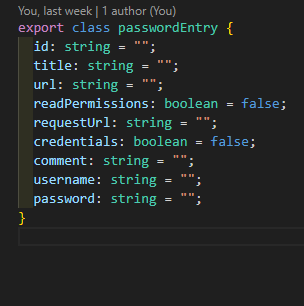 You, last week | 1 author (You)
export class passwordEntry {
id: string = "";
title: string = "";
url: string = "";
readPermissions: boolean = false;
requestUrl: string = "";
credentials: boolean = false;
comment: string = "";
username: string = "";
password: string = "";
}